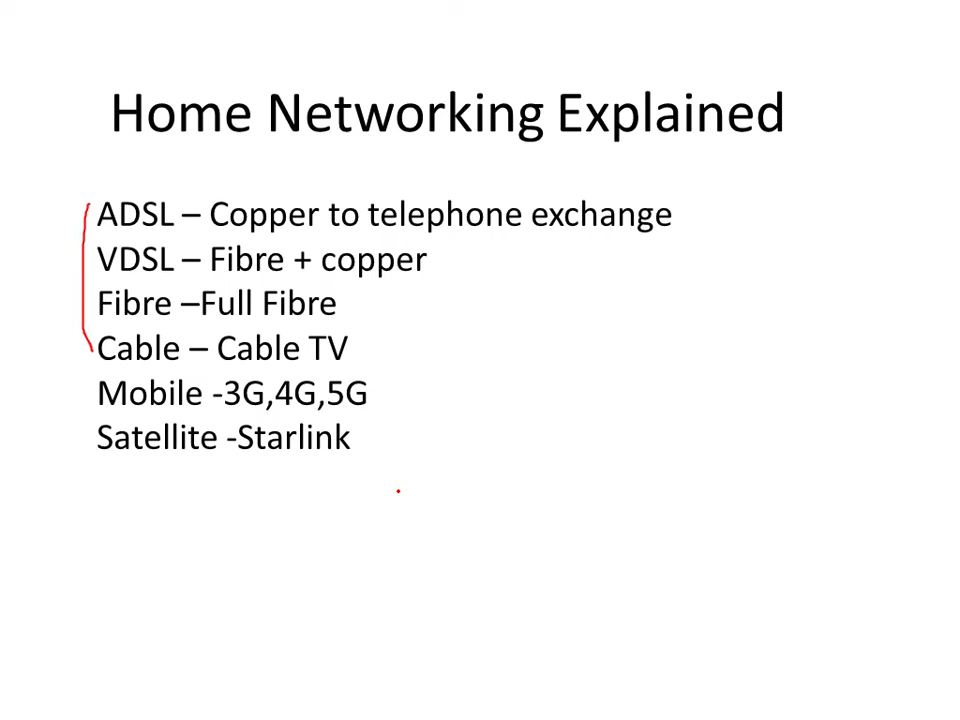 Home Networking Explained
ADSL – Copper to telephone exchange
VDSL – Fibre + copper
Fibre –Full Fibre
Cable – Cable TV
Mobile -3G,4G,5G
Satellite -Starlink